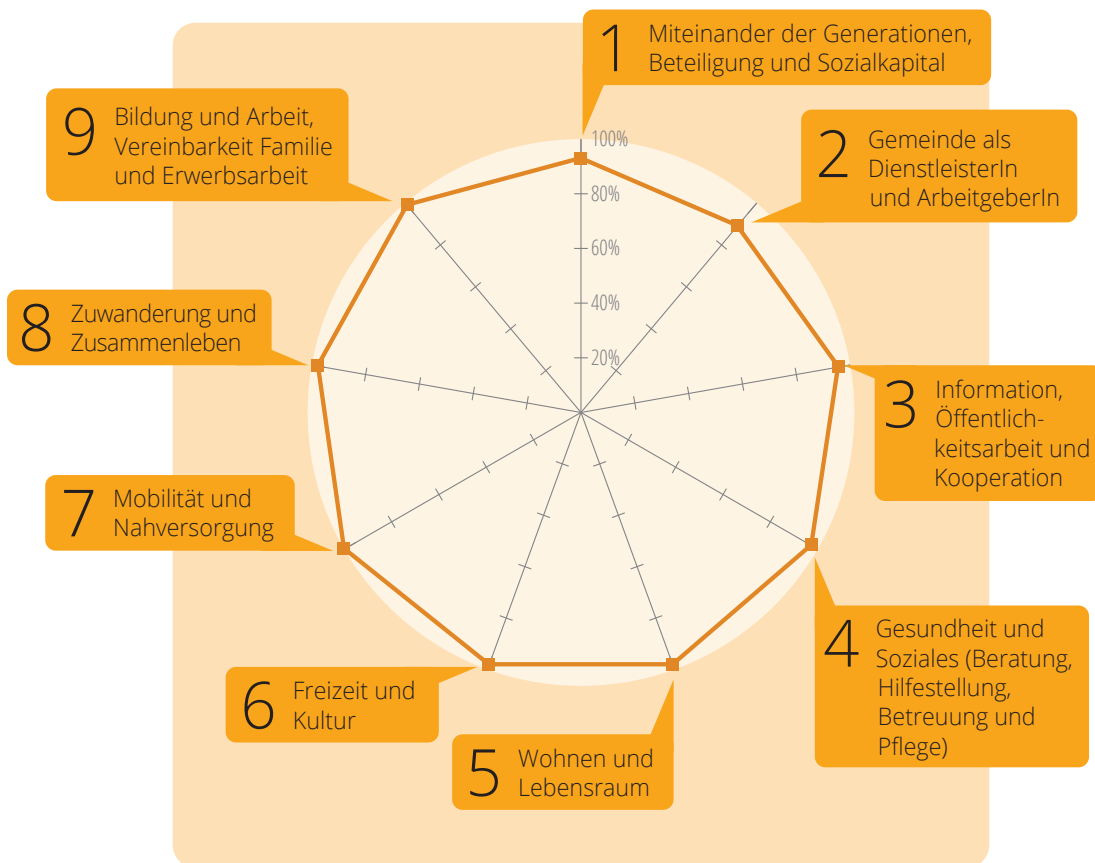 1
Miteinander der Generationen,
Beteiligung und Sozialkapital
2
Gemeinde als
DienstleisterIn
und ArbeitgeberIn
3
Information,
Öffentlich-
keitsarbeit und
Kooperation
4
Gesundheit und
Soziales (Beratung,
Hilfestellung,
Betreuung und
Pflege)
5
Wohnen und
Lebensraum
6
Freizeit und
Kultur
7
Mobilität und
Nahversorgung
8
Zuwanderung und
Zusammenleben
9
Bildung und Arbeit,
Vereinbarkeit Familie
und Erwerbsarbeit
100%
80%
60%
40%
20%